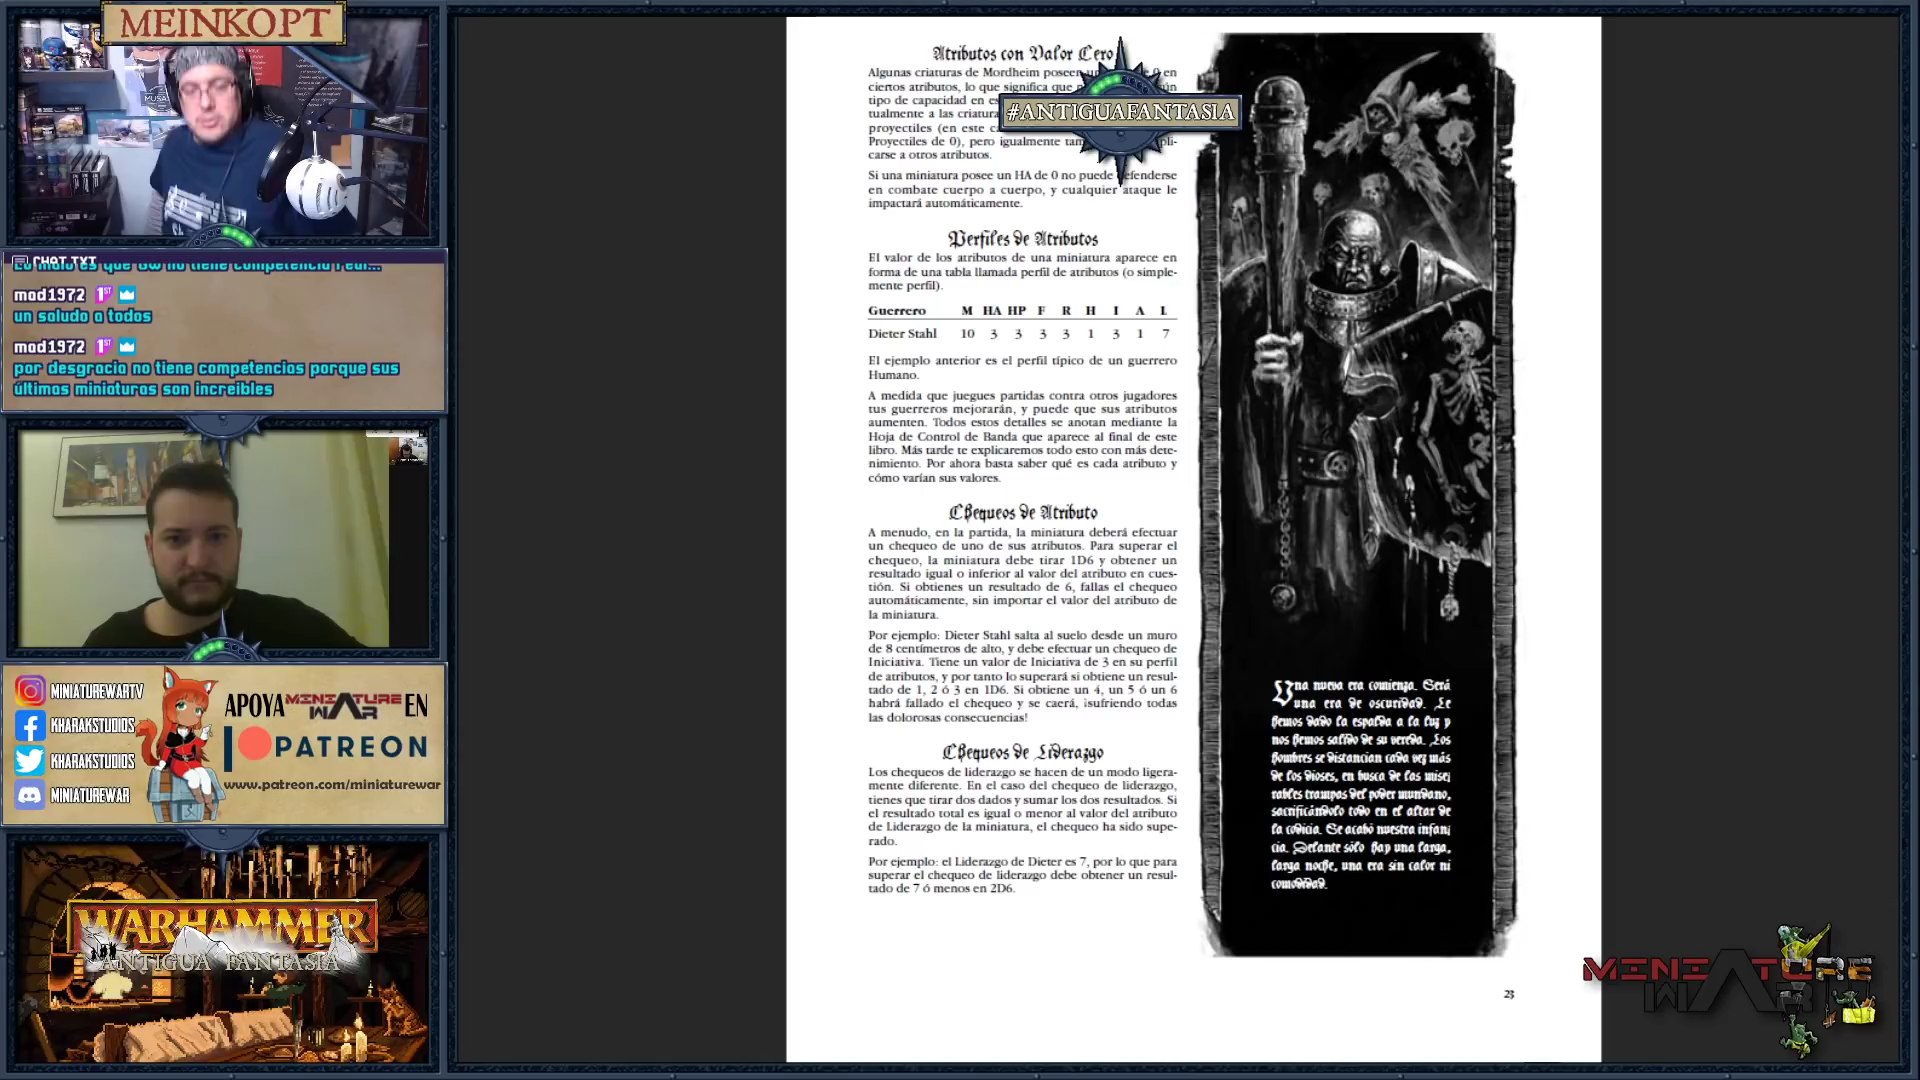 MEINKOPT
MUSA
CHAT.TXT
Lo malo es que GW no tiene competencia real...
mad1972
un saludo a todos
mad1972
por desgracia no tiene competencias porque sus
últimas miniaturas son increibles
MINIATUREWARTV
KHARAKSTUDIOS
KHARAKSTUDIOS
MINIATUREWAR
APOYA MINIATURE WAR EN
PATREON
www.patreon.com/miniaturewar
WARHAMMER
ANTIGUA FANTASIA
Atributos con Valor Cero
Algunas criaturas de Mordheim poseen un 0 en
ciertos atributos, lo que significa que
tipo de capacidad en es
tualmente a las criatura
proyectiles (en este c
Proyectiles de 0), pero igualmente tam pli-
carse a otros atributos.
Si una miniatura posee un HA de 0 no puede defenderse
en combate cuerpo a cuerpo, y cualquier ataque le
impactará automáticamente.
#ANTIGUAFANTASIA
Perfiles de Atributos
El valor de los atributos de una miniatura aparece en
forma de una tabla llamada perfil de atributos (o simple-
mente perfil).
Guerrero M HA HP F R H I A L
Dieter Stahl 10 3 3 3 3 1 3 1 7
El ejemplo anterior es el perfil típico de un guerrero
Humano.
A medida que juegues partidas contra otros jugadores
tus guerreros mejorarán, y puede que sus atributos
aumenten. Todos estos detalles se anotan mediante la
Hoja de Control de Banda que aparece al final de este
libro. Más tarde te explicaremos todo esto con más dete-
nimiento. Por ahora basta saber qué es cada atributo y
cómo varían sus valores.
Chequeos de Atributo
A menudo, en la partida, la miniatura deberá efectuar
un chequeo de uno de sus atributos. Para superar el
chequeo, la miniatura debe tirar 1D6 y obtener un
resultado igual o inferior al valor del atributo en cues-
tión. Si obtienes un resultado de 6, fallas el chequeo
automáticamente, sin importar el valor del atributo de
la miniatura.
Por ejemplo: Dieter Stahl salta al suelo desde un muro
de 8 centímetros de alto, y debe efectuar un chequeo de
Iniciativa. Tiene un valor de Iniciativa de 3 en su perfil
de atributos, y por tanto lo superará si obtiene un resul-
tado de 1, 2 ó 3 en 1D6. Si obtiene un 4, un 5 ó un 6
habrá fallado el chequeo y se caerá, ¡sufriendo todas
las dolorosas consecuencias!
Chequeos de Liderazgo
Los chequeos de liderazgo se hacen de un modo ligera-
mente diferente. En el caso del chequeo de liderazgo,
tienes que tirar dos dados y sumar los dos resultados. Si
el resultado total es igual o menor al valor del atributo
de Liderazgo de la miniatura, el chequeo ha sido supe-
rado.
Por ejemplo: el Liderazgo de Dieter es 7, por lo que para
superar el chequeo de liderazgo debe obtener un resul-
tado de 7 ó menos en 2D6.
Una nueva era comienza. Será
una era de oscuridad. Le
hemos dado la espalda a la luz y
nos hemos salido de su vereda. Los
hombres se distancian cada vez más
de los dioses, en busca de las mise-
rables trampas del poder mundano,
sacrificándolo todo en el altar de
la codicia. Se acabó nuestra infan-
cia. Delante sólo hay una larga,
larga noche, una era sin calor ni
comodidad.
23
MINIATURE
WAR